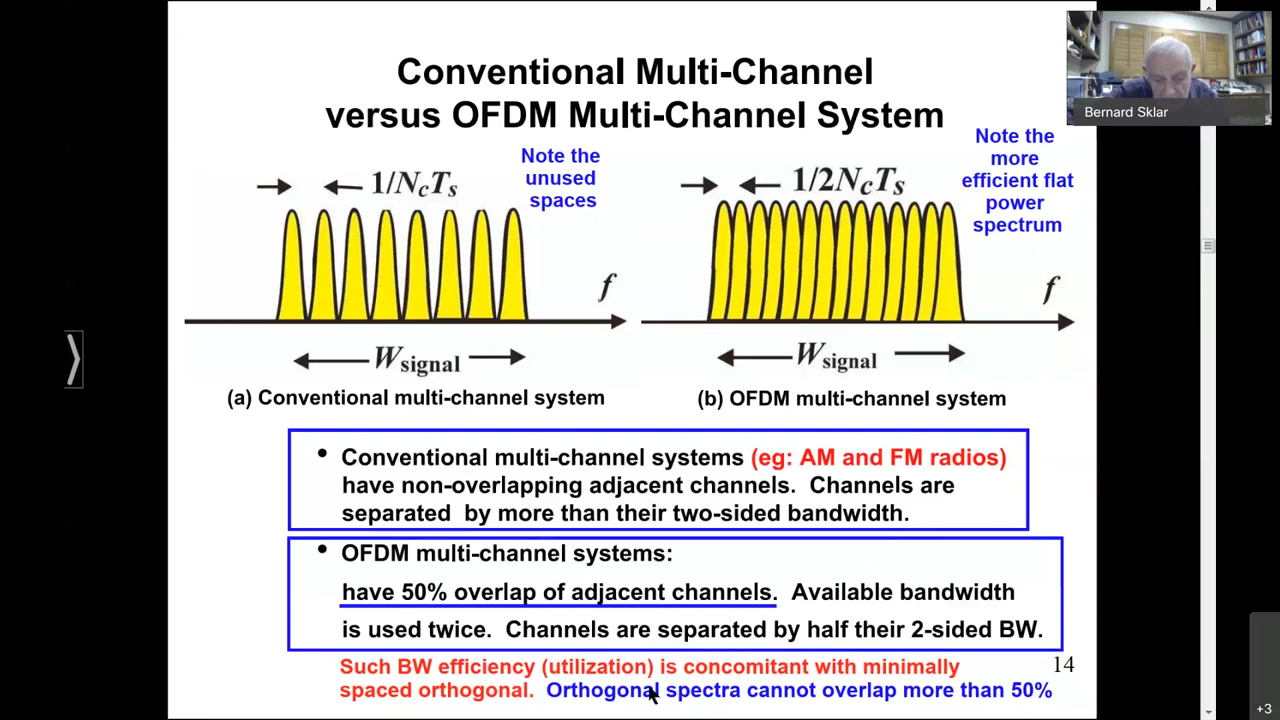 Conventional Multi-Channel
versus OFDM Multi-Channel System
Bernard Sklar
Note the
unused
spaces
1/NcTs
f
Wsignal
(a) Conventional multi-channel system
Note the
more
efficient flat
power
spectrum
1/2NcTs
f
Wsignal
(b) OFDM multi-channel system
• Conventional multi-channel systems (eg: AM and FM radios)
have non-overlapping adjacent channels. Channels are
separated by more than their two-sided bandwidth.
• OFDM multi-channel systems:
have 50% overlap of adjacent channels. Available bandwidth
is used twice. Channels are separated by half their 2-sided BW.
Such BW efficiency (utilization) is concomitant with minimally
spaced orthogonal. Orthogonal spectra cannot overlap more than 50%
14
+3